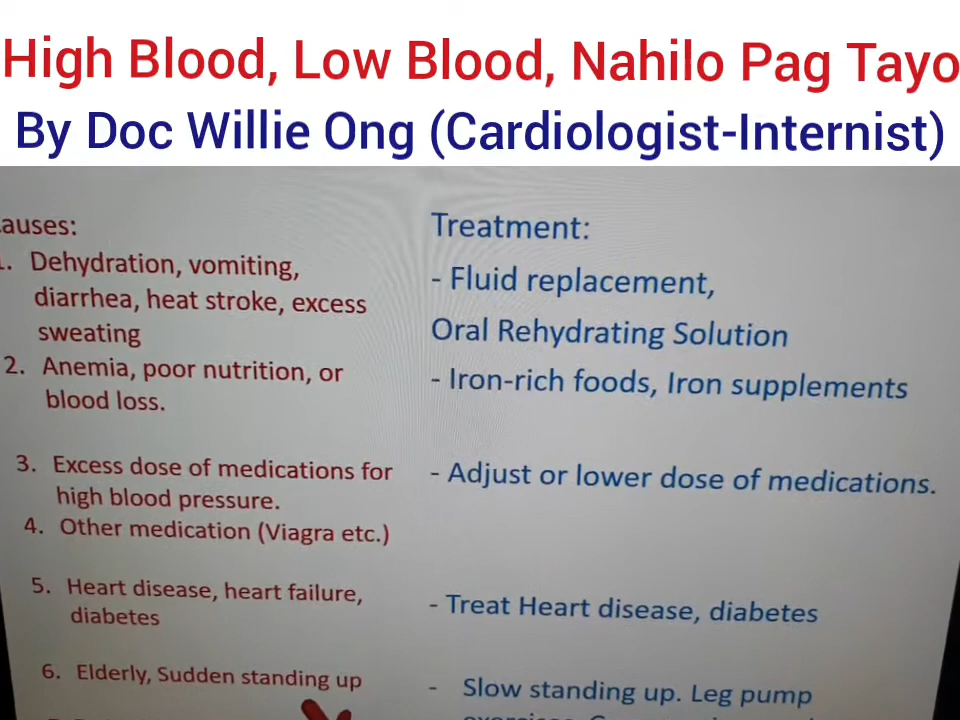 High Blood, Low Blood, Nahilo Pag Tayo
By Doc Willie Ong (Cardiologist-Internist)
auses:
1. Dehydration, vomiting,
diarrhea, heat stroke, excess
sweating
2. Anemia, poor nutrition, or
blood loss.
3. Excess dose of medications for
high blood pressure.
4. Other medication (Viagra etc.)
5. Heart disease, heart failure,
diabetes
6. Elderly, Sudden standing up
Treatment:
- Fluid replacement,
Oral Rehydrating Solution
- Iron-rich foods, Iron supplements
- Adjust or lower dose of medications.
- Treat Heart disease, diabetes
- Slow standing up. Leg pump